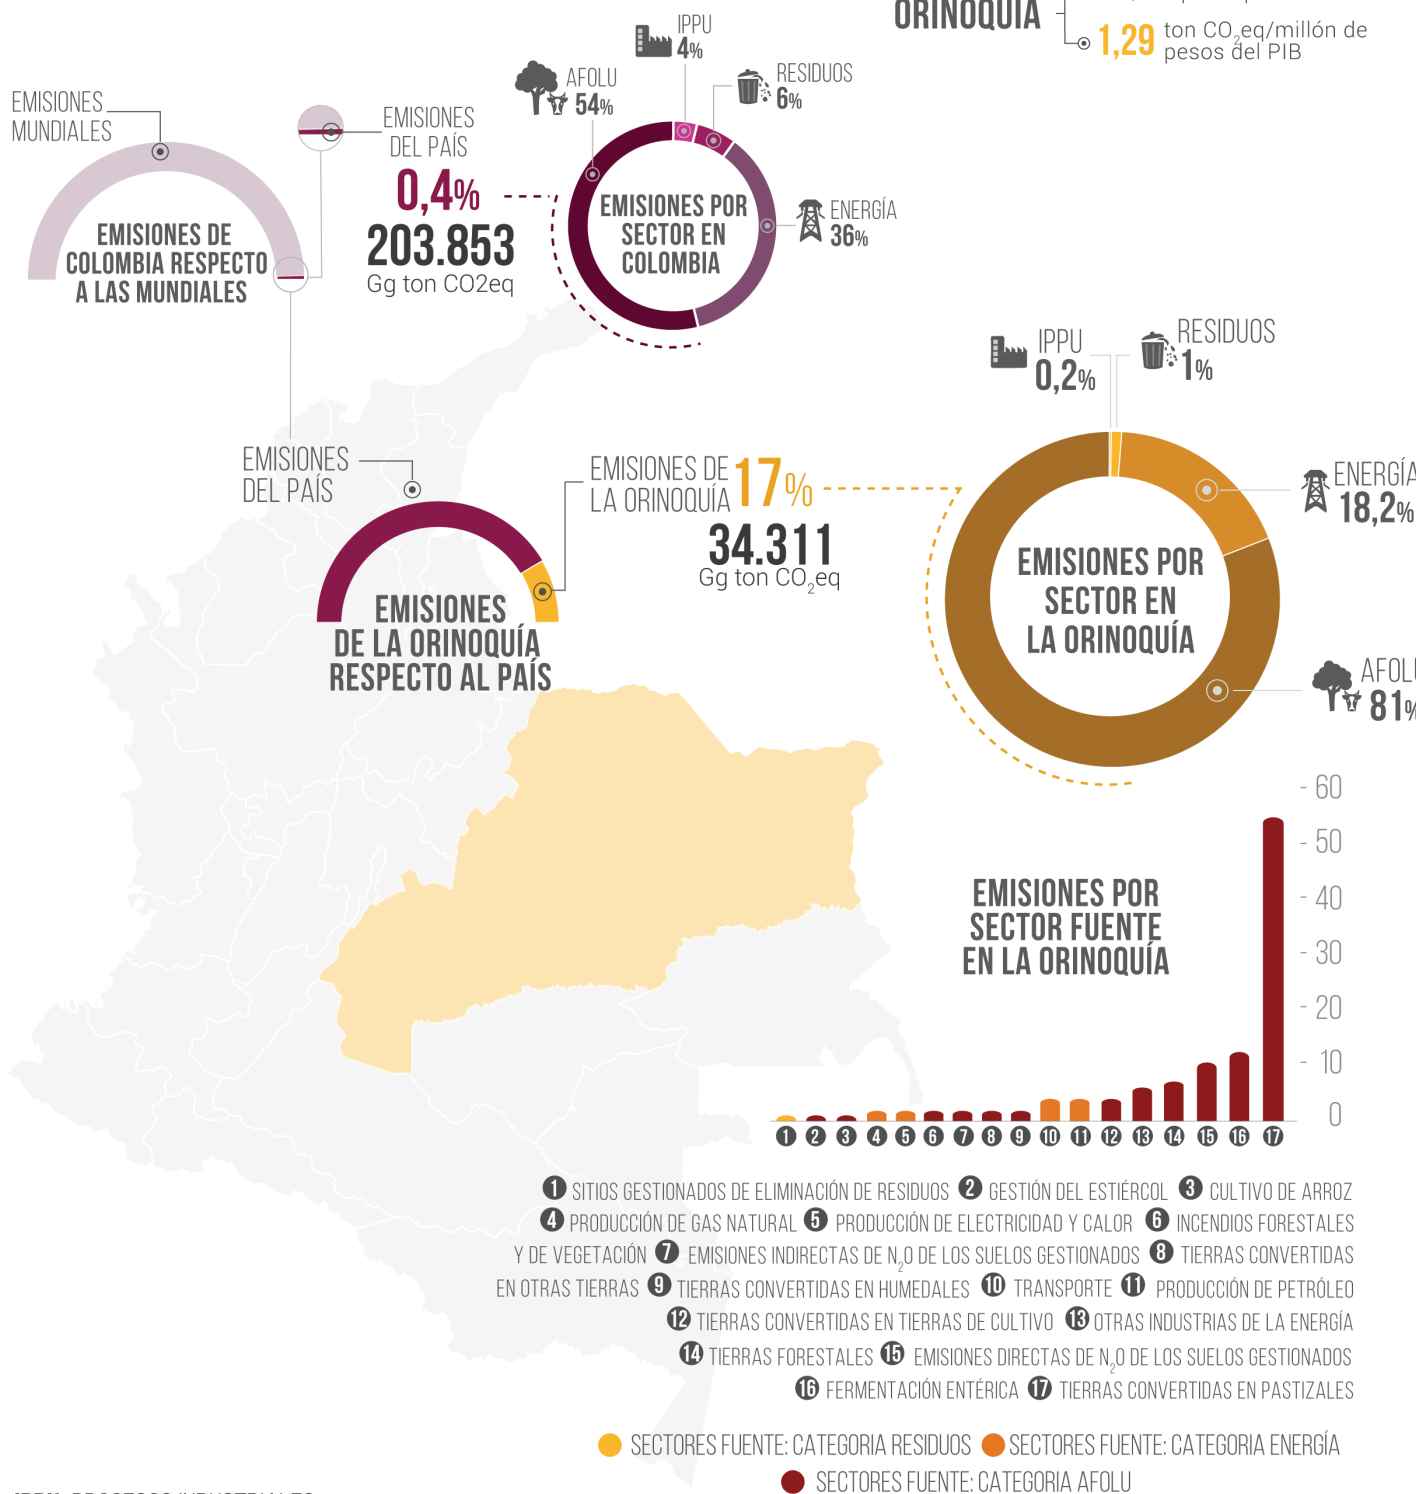 ORINOQUÍA
1,29 ton CO2eq/millón de
pesos del PIB
IPPU
4%
AFOLU
54%
RESIDUOS
6%
EMISIONES
MUNDIALES
EMISIONES
DEL PAÍS
0,4%
203.853
Gg ton CO2eq
EMISIONES DE
COLOMBIA RESPECTO
A LAS MUNDIALES
EMISIONES POR
SECTOR EN
COLOMBIA
ENERGÍA
36%
IPPU
0,2%
RESIDUOS
1%
EMISIONES
DEL PAÍS
EMISIONES DE
LA ORINOQUÍA
17%
34.311
Gg ton CO2eq
ENERGÍA
18,2%
EMISIONES
DE LA ORINOQUÍA
RESPECTO AL PAÍS
EMISIONES POR
SECTOR EN
LA ORINOQUÍA
AFOLU
81%
EMISIONES POR
SECTOR FUENTE
EN LA ORINOQUÍA
- 60
- 50
- 40
- 30
- 20
- 10
0
1 2 3 4 5 6 7 8 9 10 11 12 13 14 15 16 17
1 SITIOS GESTIONADOS DE ELIMINACIÓN DE RESIDUOS 2 GESTIÓN DEL ESTIÉRCOL 3 CULTIVO DE ARROZ
4 PRODUCCIÓN DE GAS NATURAL 5 PRODUCCIÓN DE ELECTRICIDAD Y CALOR 6 INCENDIOS FORESTALES
Y DE VEGETACIÓN 7 EMISIONES INDIRECTAS DE N2O DE LOS SUELOS GESTIONADOS 8 TIERRAS CONVERTIDAS
EN OTRAS TIERRAS 9 TIERRAS CONVERTIDAS EN HUMEDALES 10 TRANSPORTE 11 PRODUCCIÓN DE PETRÓLEO
12 TIERRAS CONVERTIDAS EN TIERRAS DE CULTIVO 13 OTRAS INDUSTRIAS DE LA ENERGÍA
14 TIERRAS FORESTALES 15 EMISIONES DIRECTAS DE N2O DE LOS SUELOS GESTIONADOS
16 FERMENTACIÓN ENTÉRICA 17 TIERRAS CONVERTIDAS EN PASTIZALES
SECTORES FUENTE: CATEGORIA RESIDUOS SECTORES FUENTE: CATEGORIA ENERGÍA
SECTORES FUENTE: CATEGORIA AFOLU